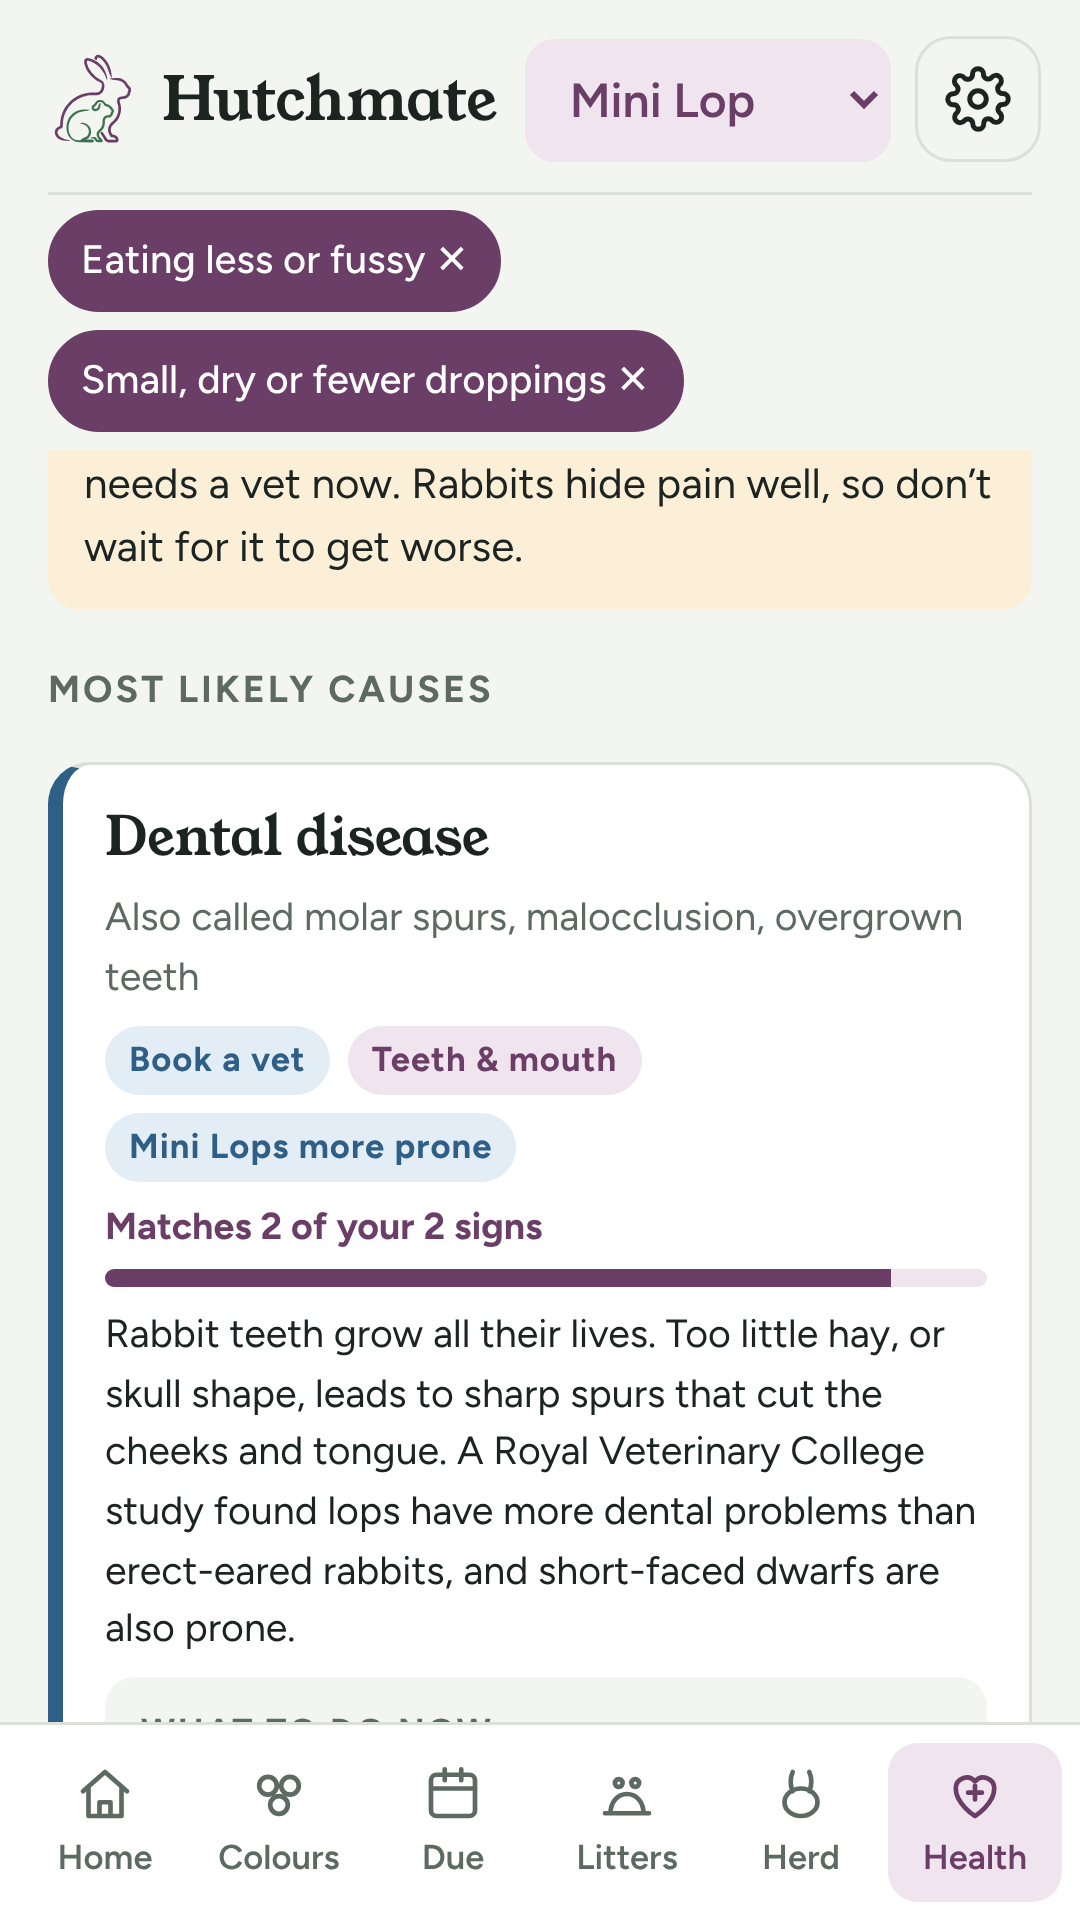 Hutchmate
Mini Lop
Eating less or fussy ✕
Small, dry or fewer droppings ✕
needs a vet now. Rabbits hide pain well, so don’t
wait for it to get worse.
MOST LIKELY CAUSES
Dental disease
Also called molar spurs, malocclusion, overgrown
teeth
Book a vet
Teeth & mouth
Mini Lops more prone
Matches 2 of your 2 signs
Rabbit teeth grow all their lives. Too little hay, or
skull shape, leads to sharp spurs that cut the
cheeks and tongue. A Royal Veterinary College
study found lops have more dental problems than
erect-eared rabbits, and short-faced dwarfs are
also prone.
WHAT TO DO NOW
Home
Colours
Due
Litters
Herd
Health